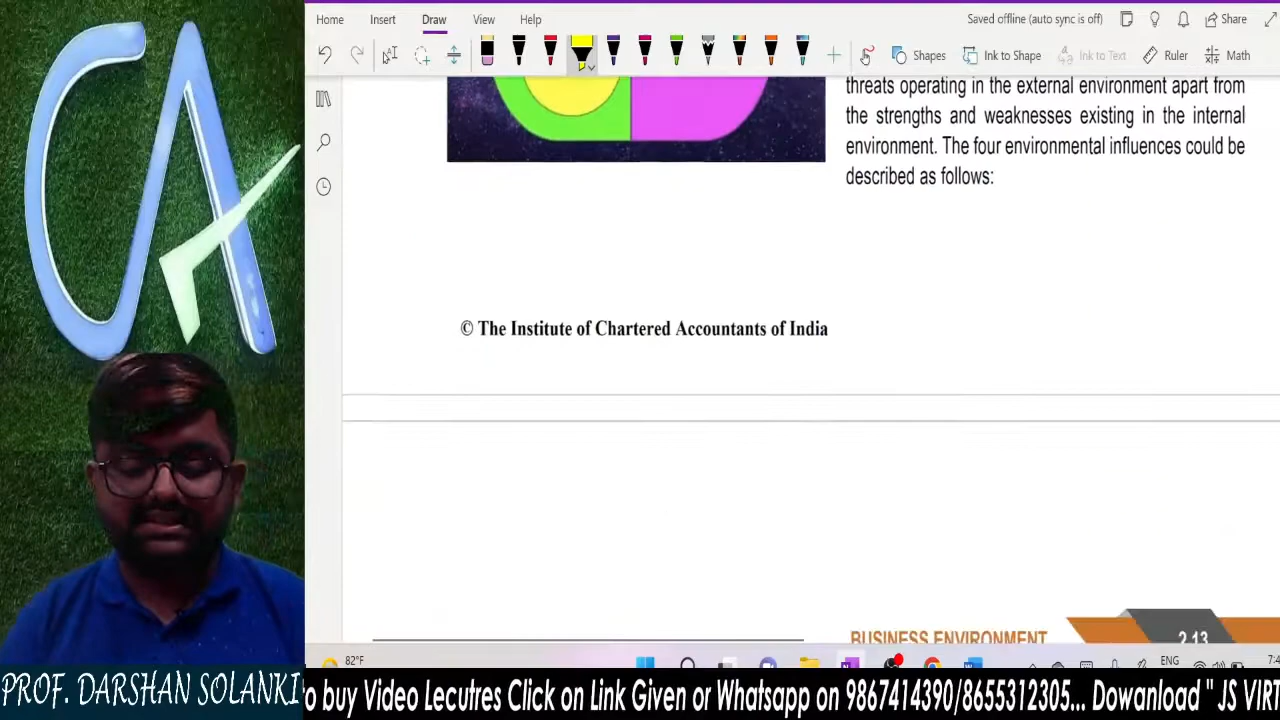 CA
Home Insert Draw View Help Saved offline (auto sync is off) Share
Shapes Ink to Shape Ink to Text Ruler Math
threats operating in the external environment apart from
the strengths and weaknesses existing in the internal
environment. The four environmental influences could be
described as follows:
© The Institute of Chartered Accountants of India
BUSINESS ENVIRONMENT 2.13
82°F ENG
PROF. DARSHAN SOLANKI
o buy Video Lecutres Click on Link Given or Whatsapp on 9867414390/8655312305... Dowanload " JS VIRT